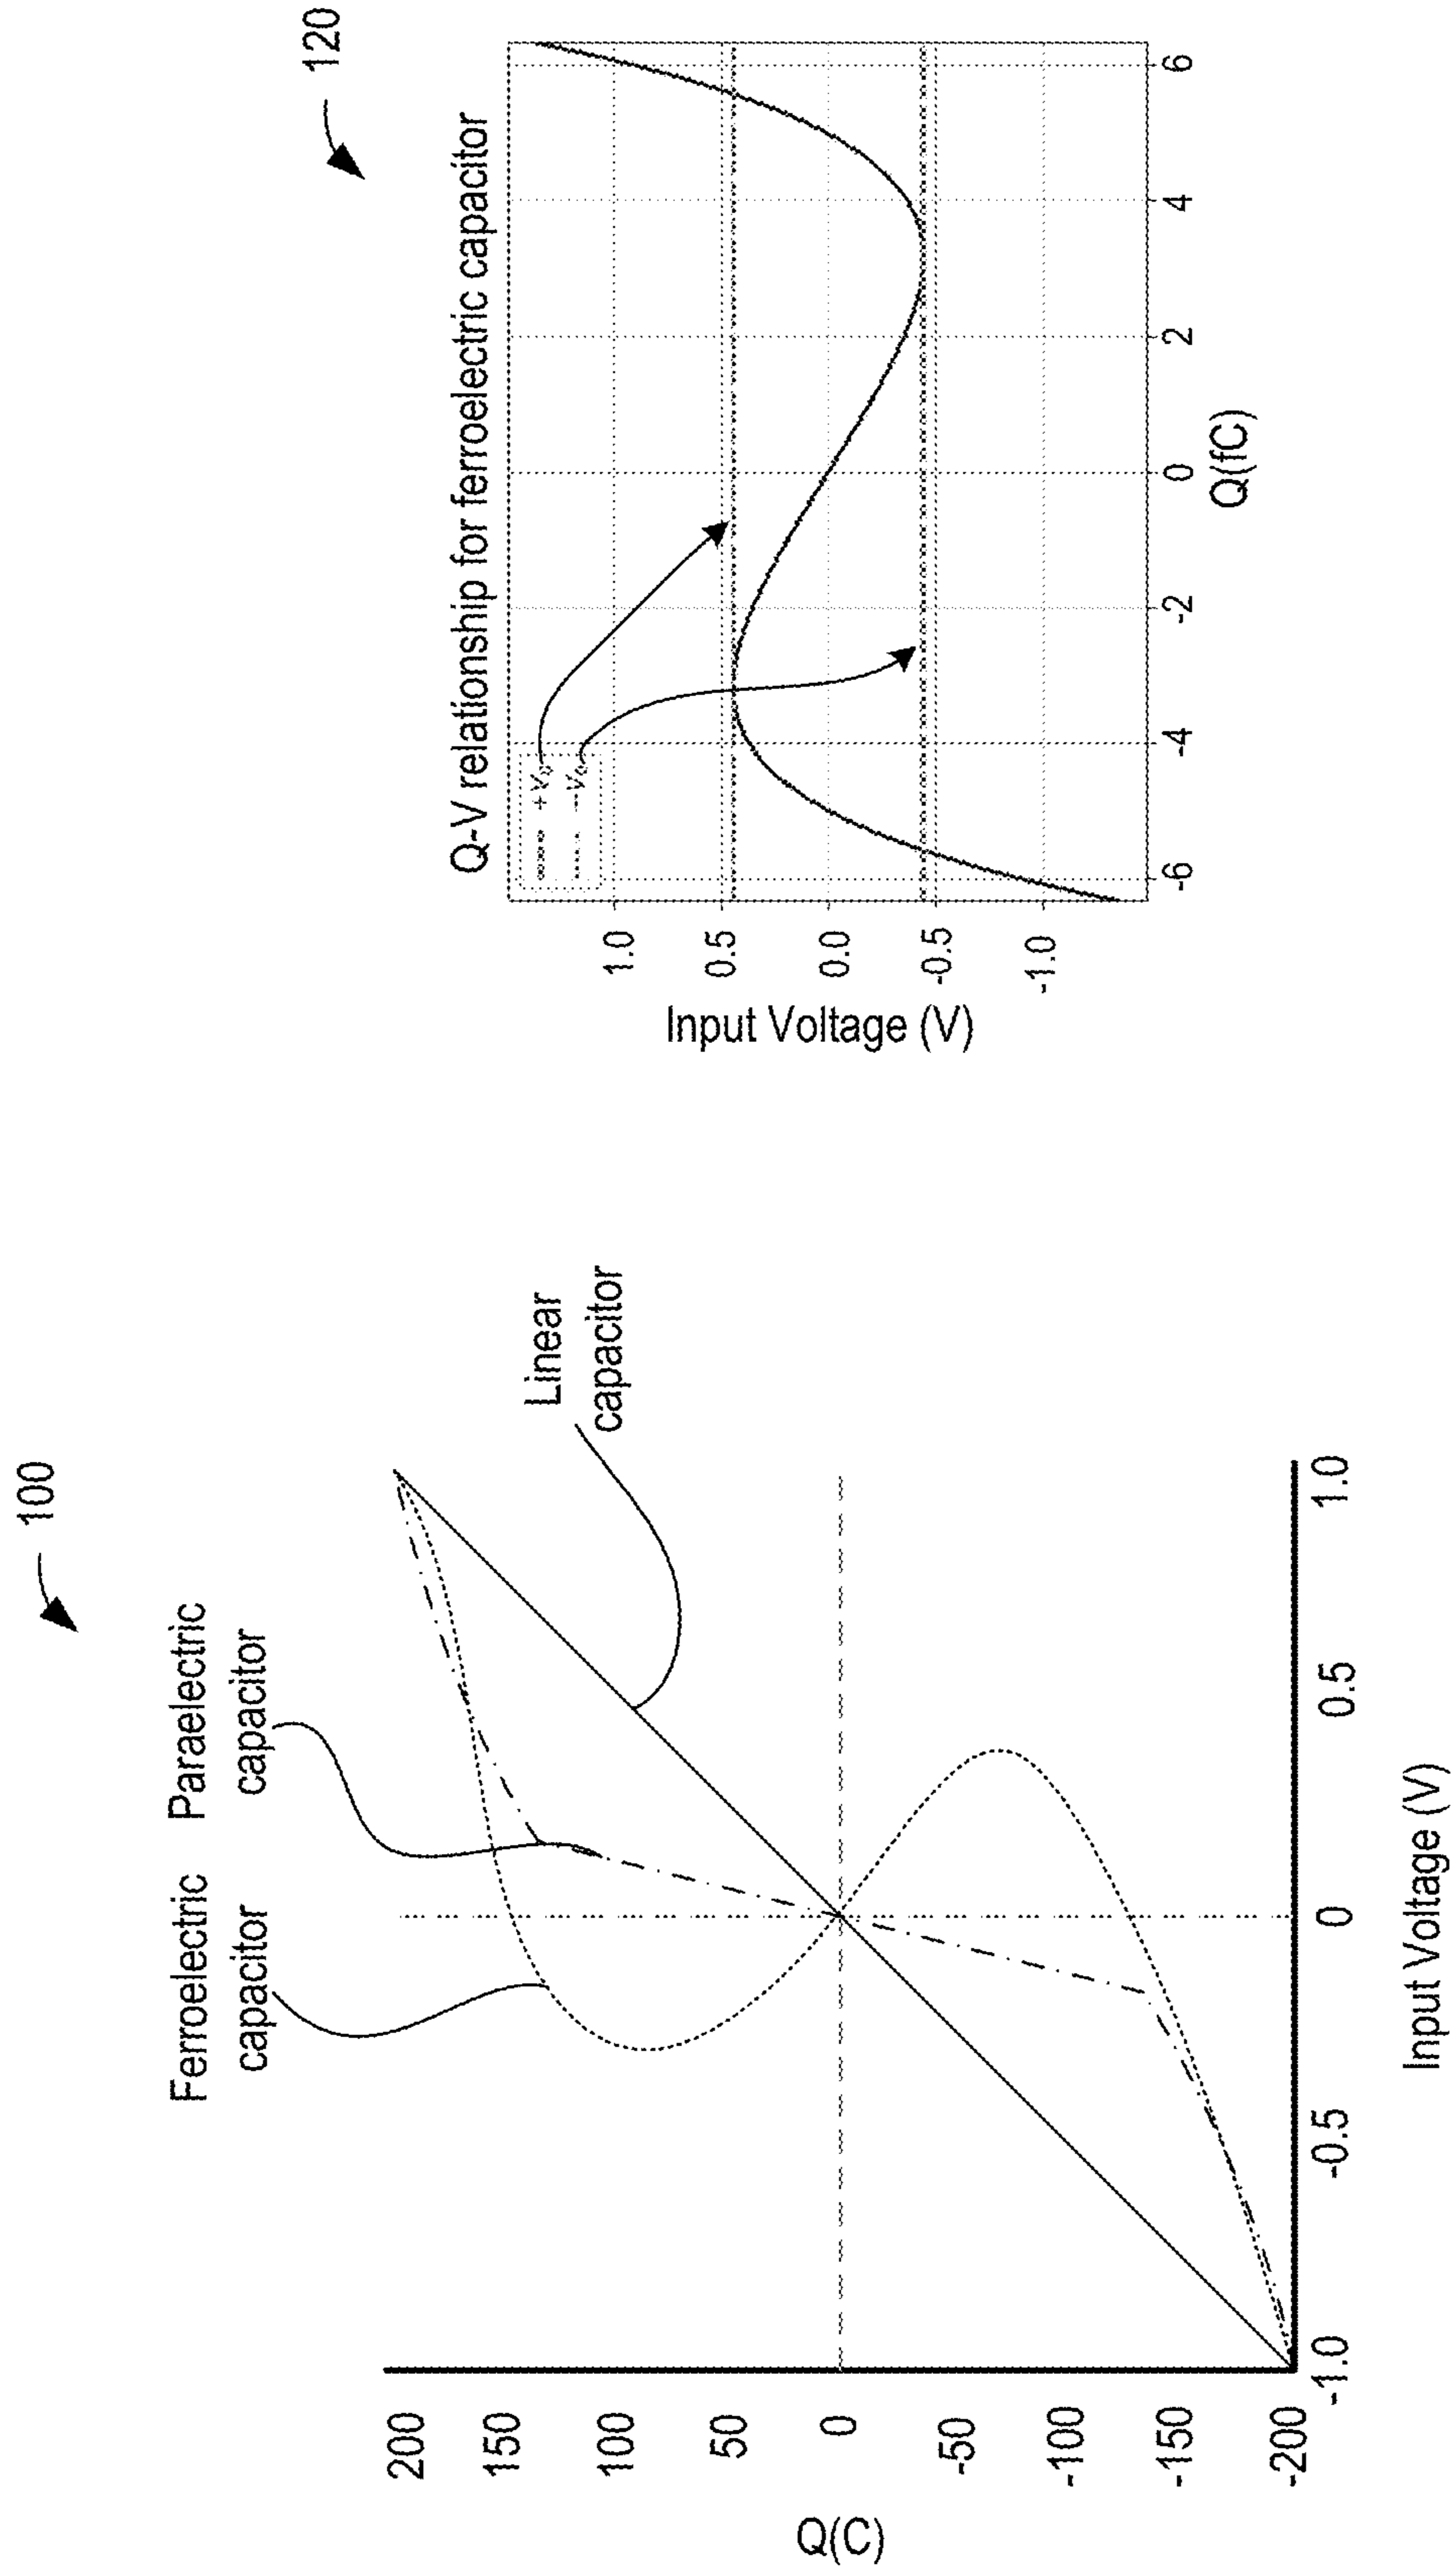 100
Ferroelectric
capacitor
Paraelectric
capacitor
Linear
capacitor
200
150
100
50
0
-50
-100
-150
-200
Q(C)
-1.0
-0.5
0
0.5
1.0
Input Voltage (V)
120
Q-V relationship for ferroelectric capacitor
+V₀
-V₀
1.0
0.5
0.0
-0.5
-1.0
Input Voltage (V)
-6
-4
-2
0
2
4
6
Q(fC)